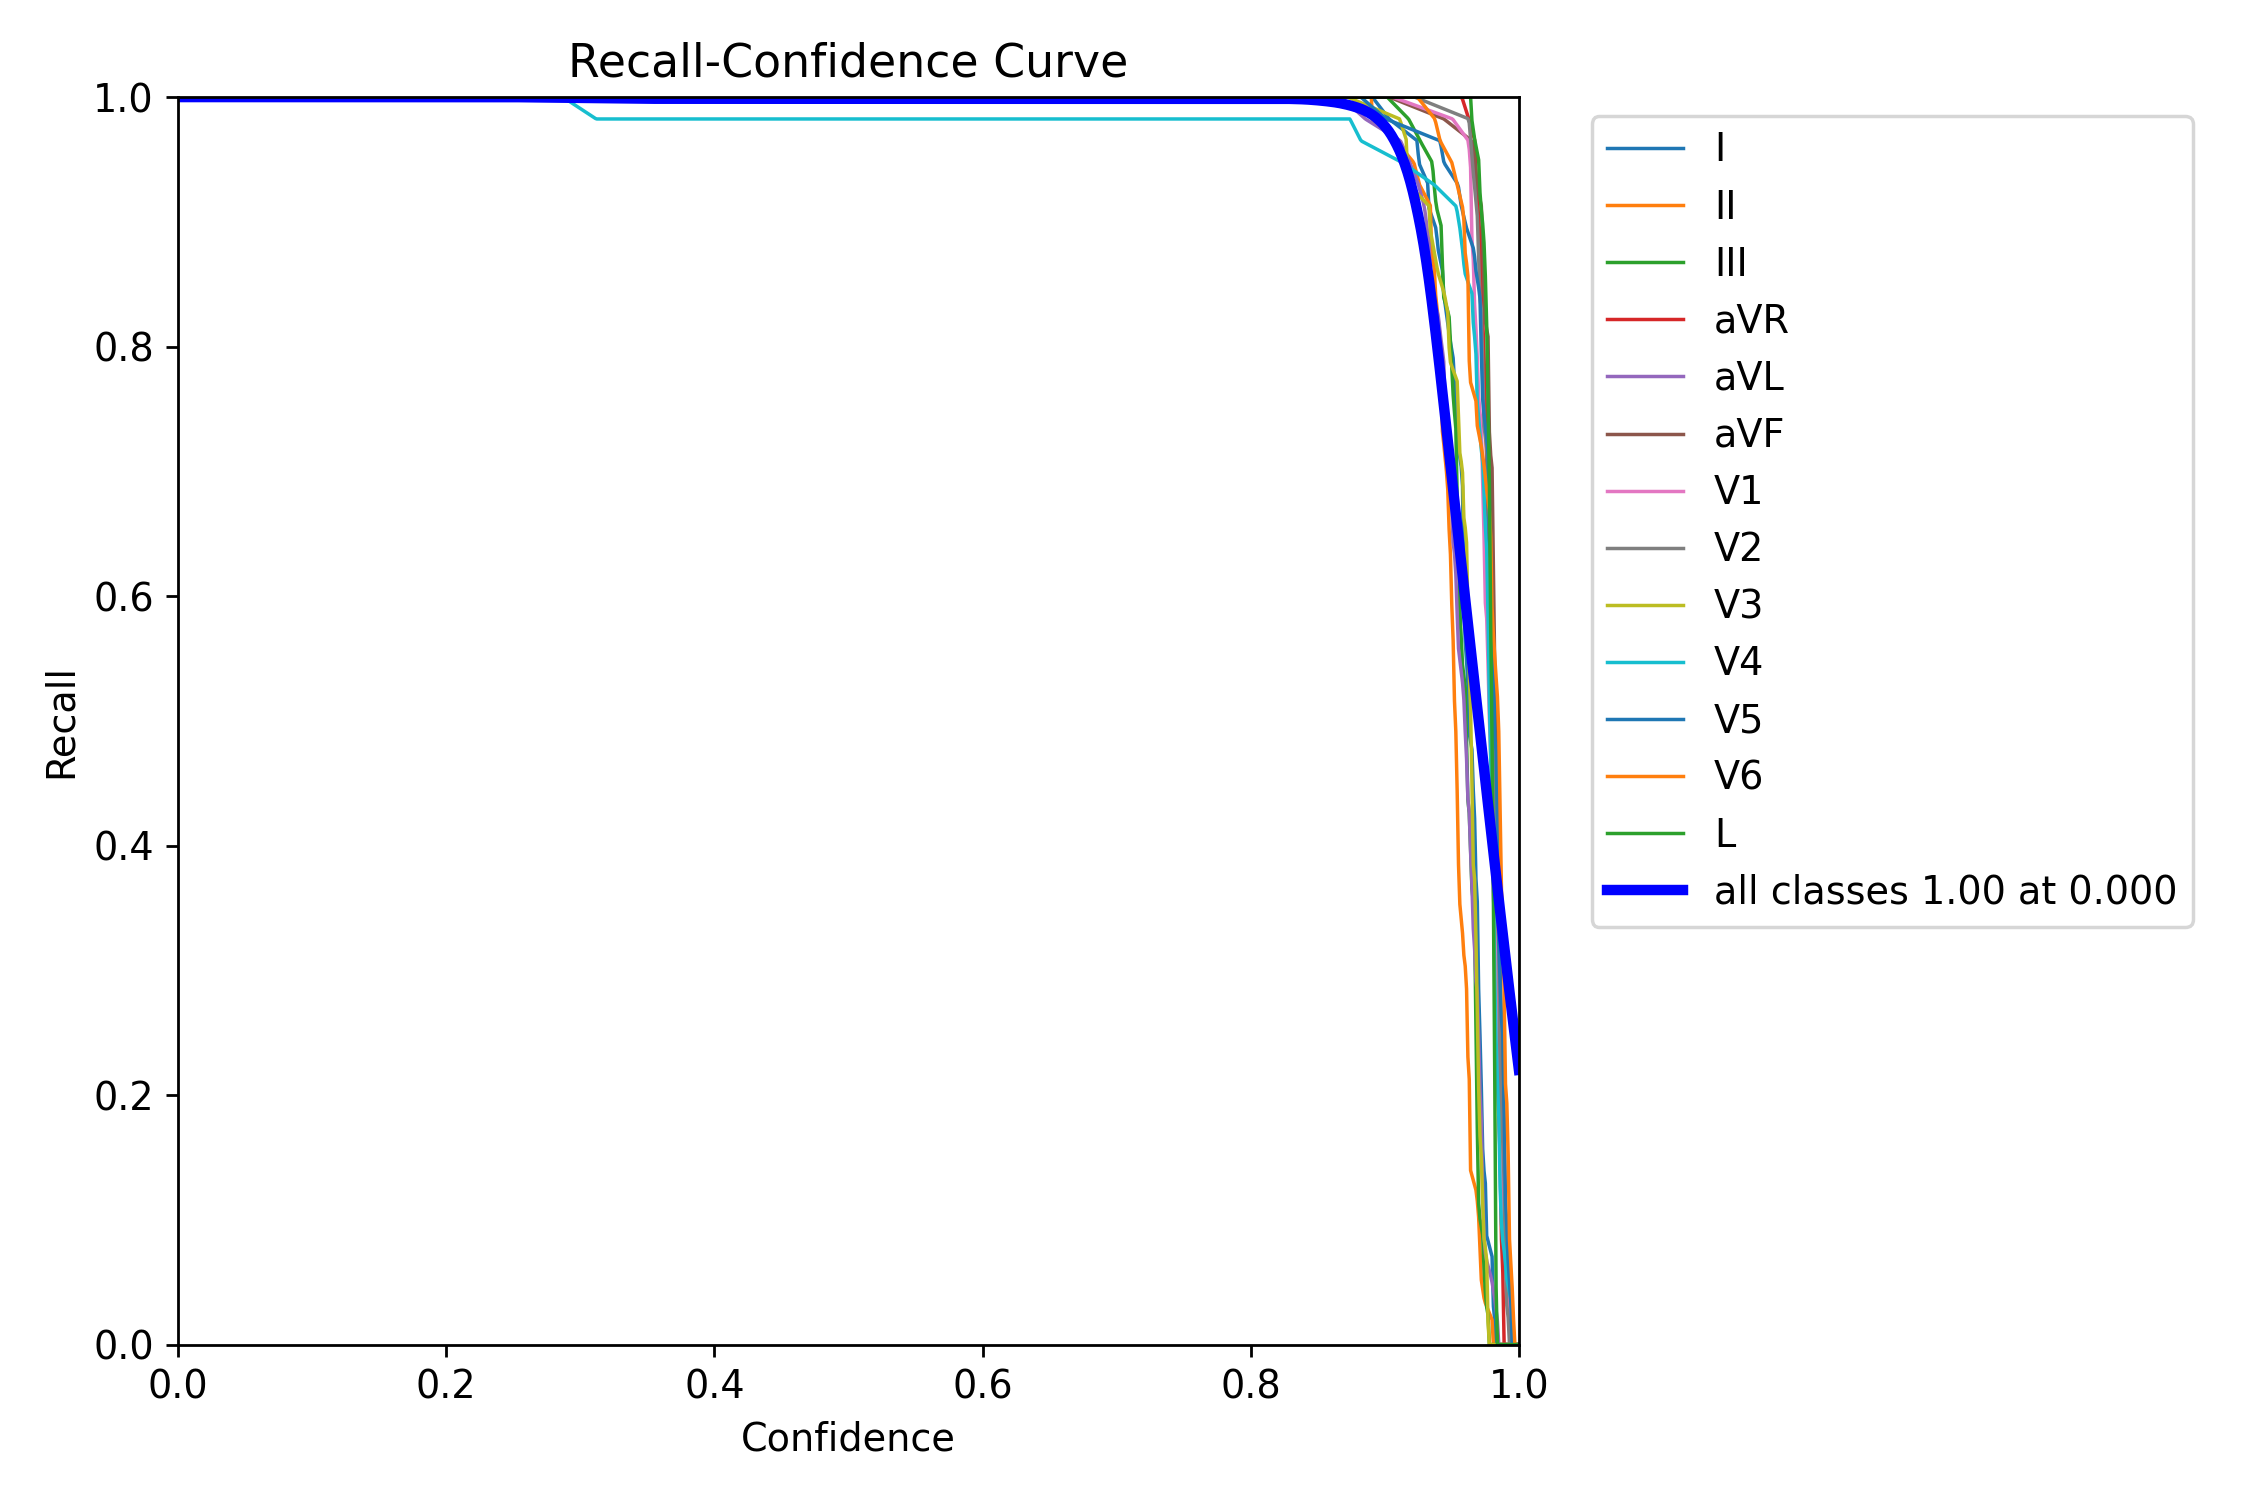 Recall-Confidence Curve
1.0
0.8
0.6
0.4
0.2
0.0
Recall
0.0 0.2 0.4 0.6 0.8 1.0
Confidence
I
II
III
aVR
aVL
aVF
V1
V2
V3
V4
V5
V6
L
all classes 1.00 at 0.000